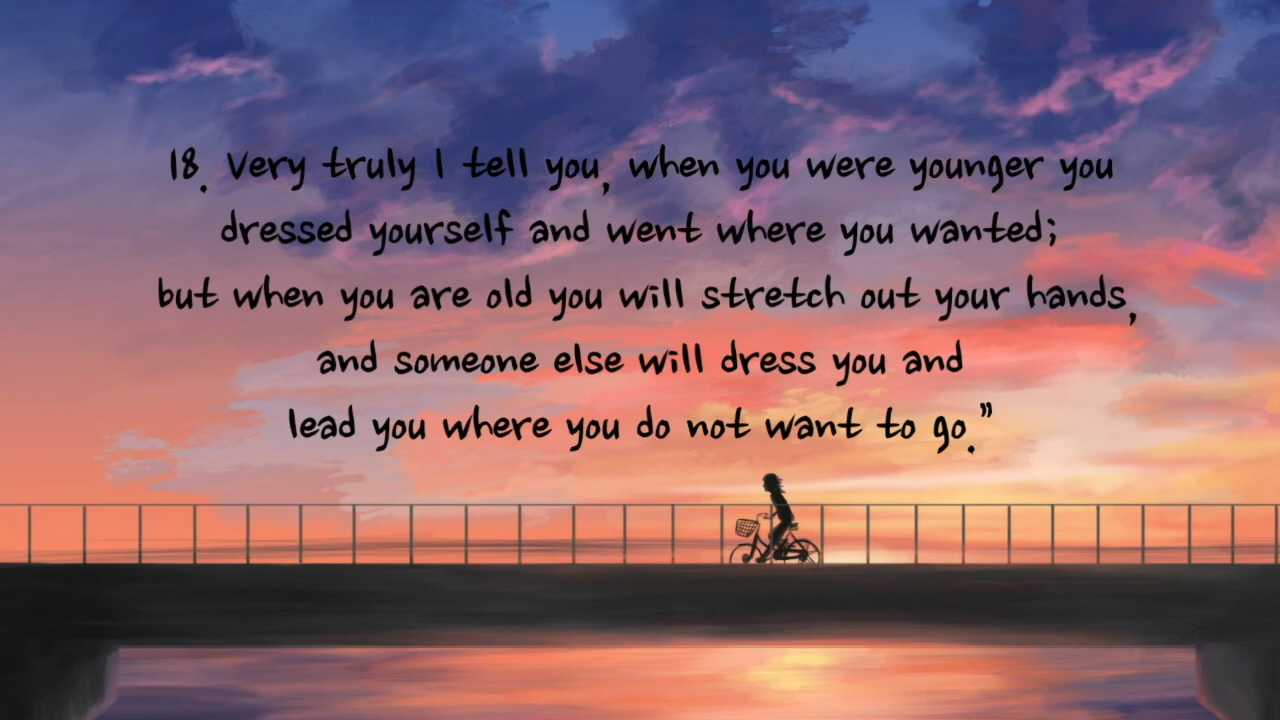 18. Very truly I tell you, when you were younger you
dressed yourself and went where you wanted;
but when you are old you will stretch out your hands,
and someone else will dress you and
lead you where you do not want to go.”